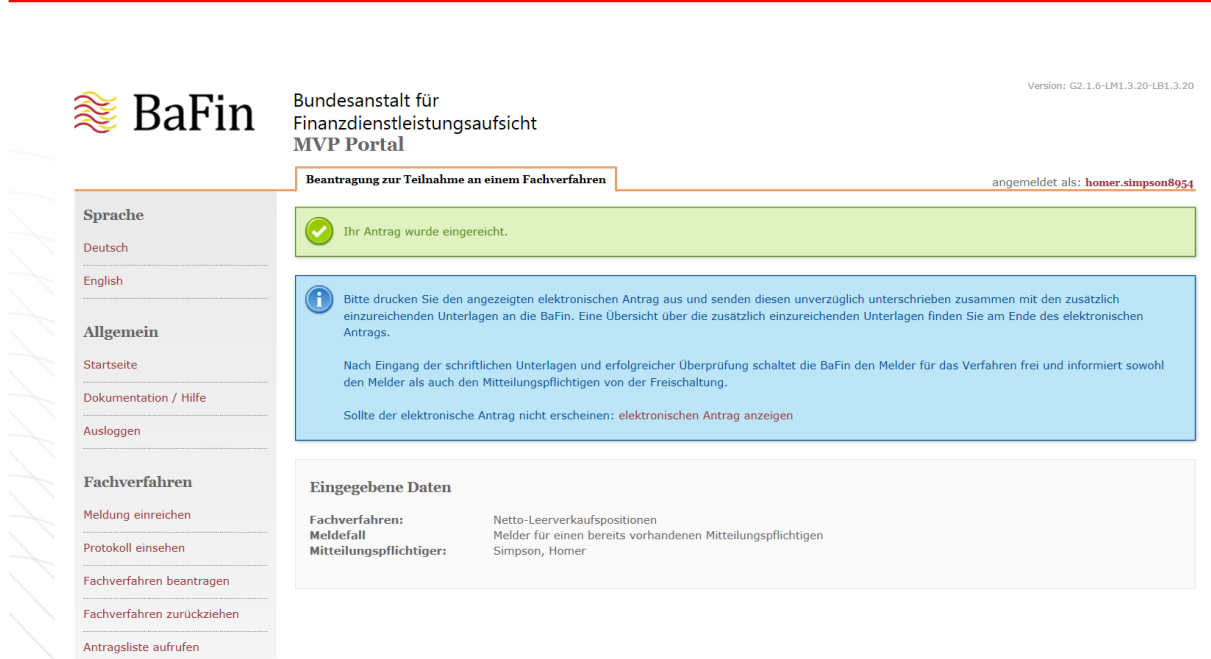 Version: G2.1.6-LM1.3.20-LB1.3.20
BaFin
Bundesanstalt für
Finanzdienstleistungsaufsicht
MVP Portal
Beantragung zur Teilnahme an einem Fachverfahren
angemeldet als: homer.simpson8954
Sprache
Deutsch
English
Allgemein
Startseite
Dokumentation / Hilfe
Ausloggen
Fachverfahren
Meldung einreichen
Protokoll einsehen
Fachverfahren beantragen
Fachverfahren zurückziehen
Antragsliste aufrufen
Ihr Antrag wurde eingereicht.
Bitte drucken Sie den angezeigten elektronischen Antrag aus und senden diesen unverzüglich unterschrieben zusammen mit den zusätzlich
einzureichenden Unterlagen an die BaFin. Eine Übersicht über die zusätzlich einzureichenden Unterlagen finden Sie am Ende des elektronischen
Antrags.
Nach Eingang der schriftlichen Unterlagen und erfolgreicher Überprüfung schaltet die BaFin den Melder für das Verfahren frei und informiert sowohl
den Melder als auch den Mitteilungspflichtigen von der Freischaltung.
Sollte der elektronische Antrag nicht erscheinen: elektronischen Antrag anzeigen
Eingegebene Daten
Fachverfahren: Netto-Leerverkaufspositionen
Meldefall Melder für einen bereits vorhandenen Mitteilungspflichtigen
Mitteilungspflichtiger: Simpson, Homer